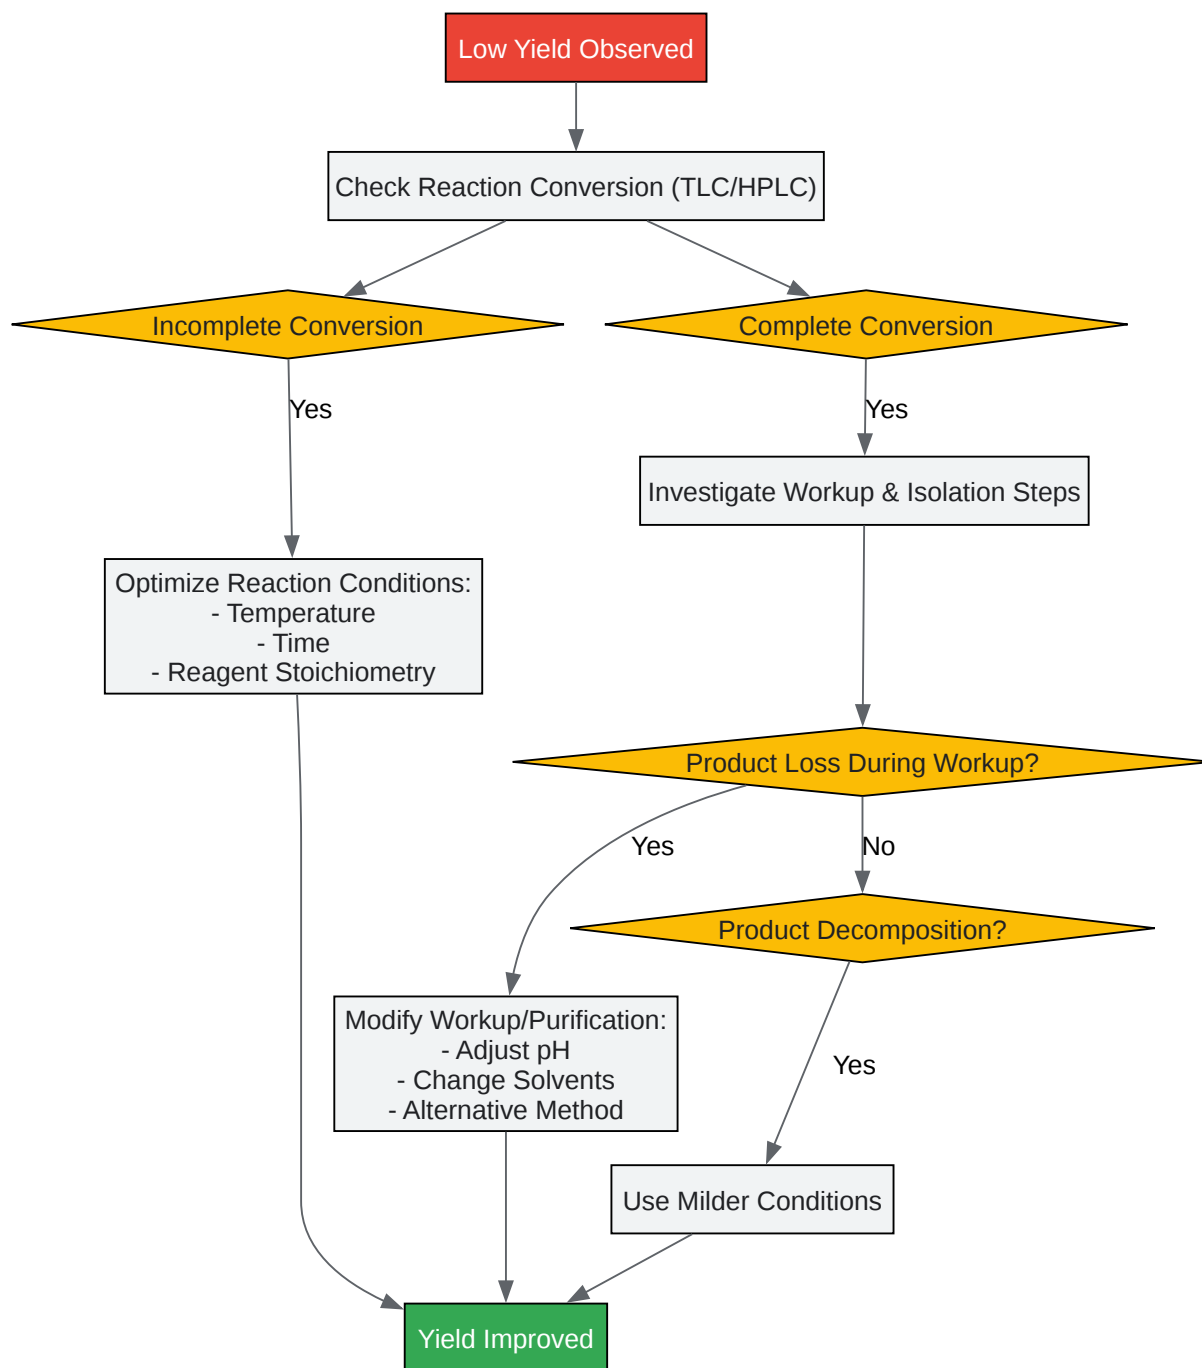 Low Yield Observed
Check Reaction Conversion (TLC/HPLC)
Incomplete Conversion
Complete Conversion
Yes
Yes
Investigate Workup & Isolation Steps
Optimize Reaction Conditions:
- Temperature
- Time
- Reagent Stoichiometry
Product Loss During Workup?
Yes
No
Product Decomposition?
Modify Workup/Purification:
- Adjust pH
- Change Solvents
- Alternative Method
Yes
Use Milder Conditions
Yield Improved